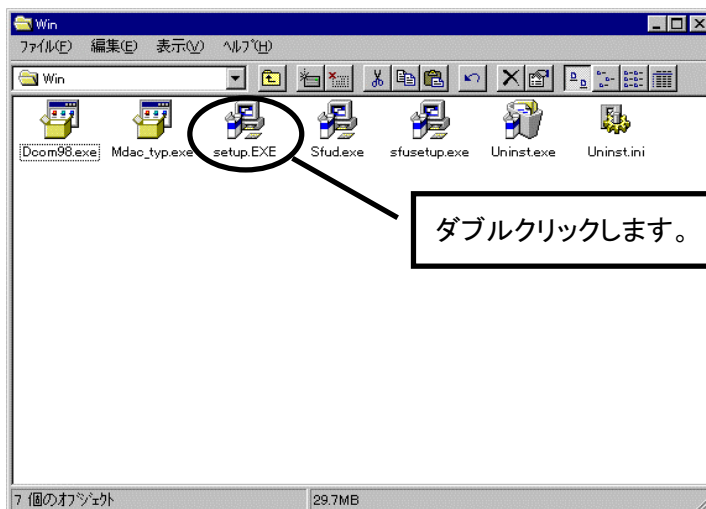 Win
ファイル(F) 編集(E) 表示(V) ヘルプ(H)
Win
Dcom98.exe Mdac_typ.exe setup.EXE Sfud.exe sfusetup.exe Uninst.exe Uninst.ini
ダブルクリックします。
7 個のオブジェクト 29.7MB